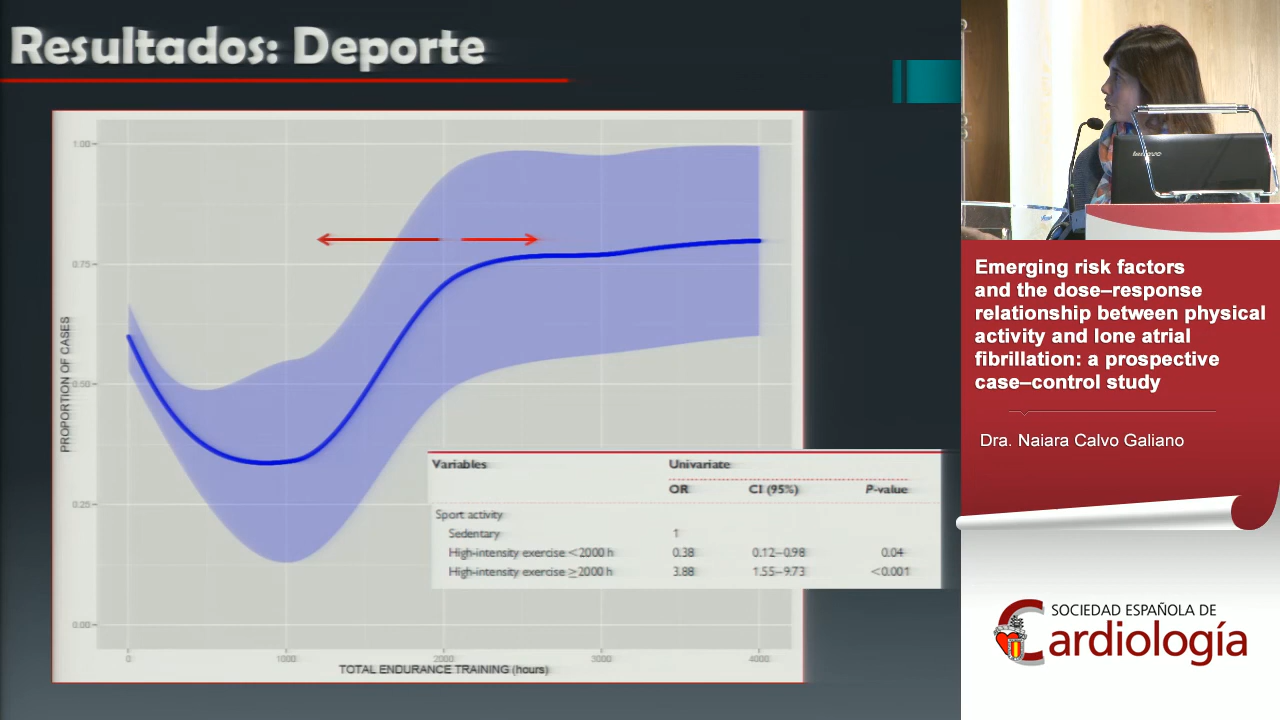 Resultados: Deporte
1.00
0.75
0.50
0.25
0.00
PROPORTION OF CASES
0
1000
2000
3000
4000
TOTAL ENDURANCE TRAINING (hours)
Variables Univariate
OR CI (95%) P-value
Sport activity
Sedentary 1
High-intensity exercise <2000 h 0.38 0.12–0.98 0.04
High-intensity exercise ≥2000 h 3.88 1.55–9.73 <0.001
lenovo
Emerging risk factors
and the dose–response
relationship between physical
activity and lone atrial
fibrillation: a prospective
case–control study
Dra. Naiara Calvo Galiano
SOCIEDAD ESPAÑOLA DE
Cardiología